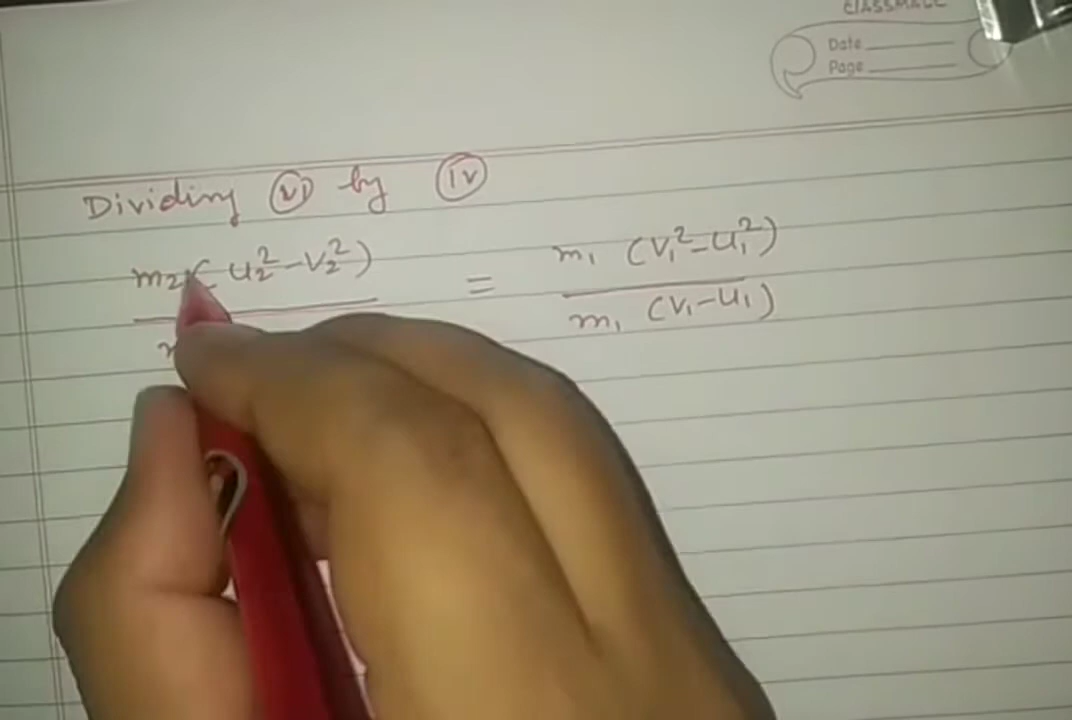 CLASSMATE
Date
Page
Dividing (vi) by (iv)
m₂( u₂²-v₂²) = m₁ (v₁²-u₁²)
m₁ (v₁-u₁)